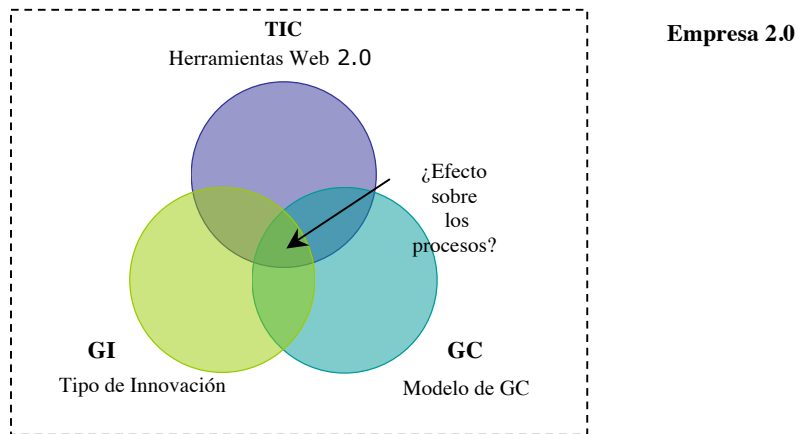 TIC
Herramientas Web 2.0
Empresa 2.0
¿Efecto
sobre
los
procesos?
GI
Tipo de Innovación
GC
Modelo de GC